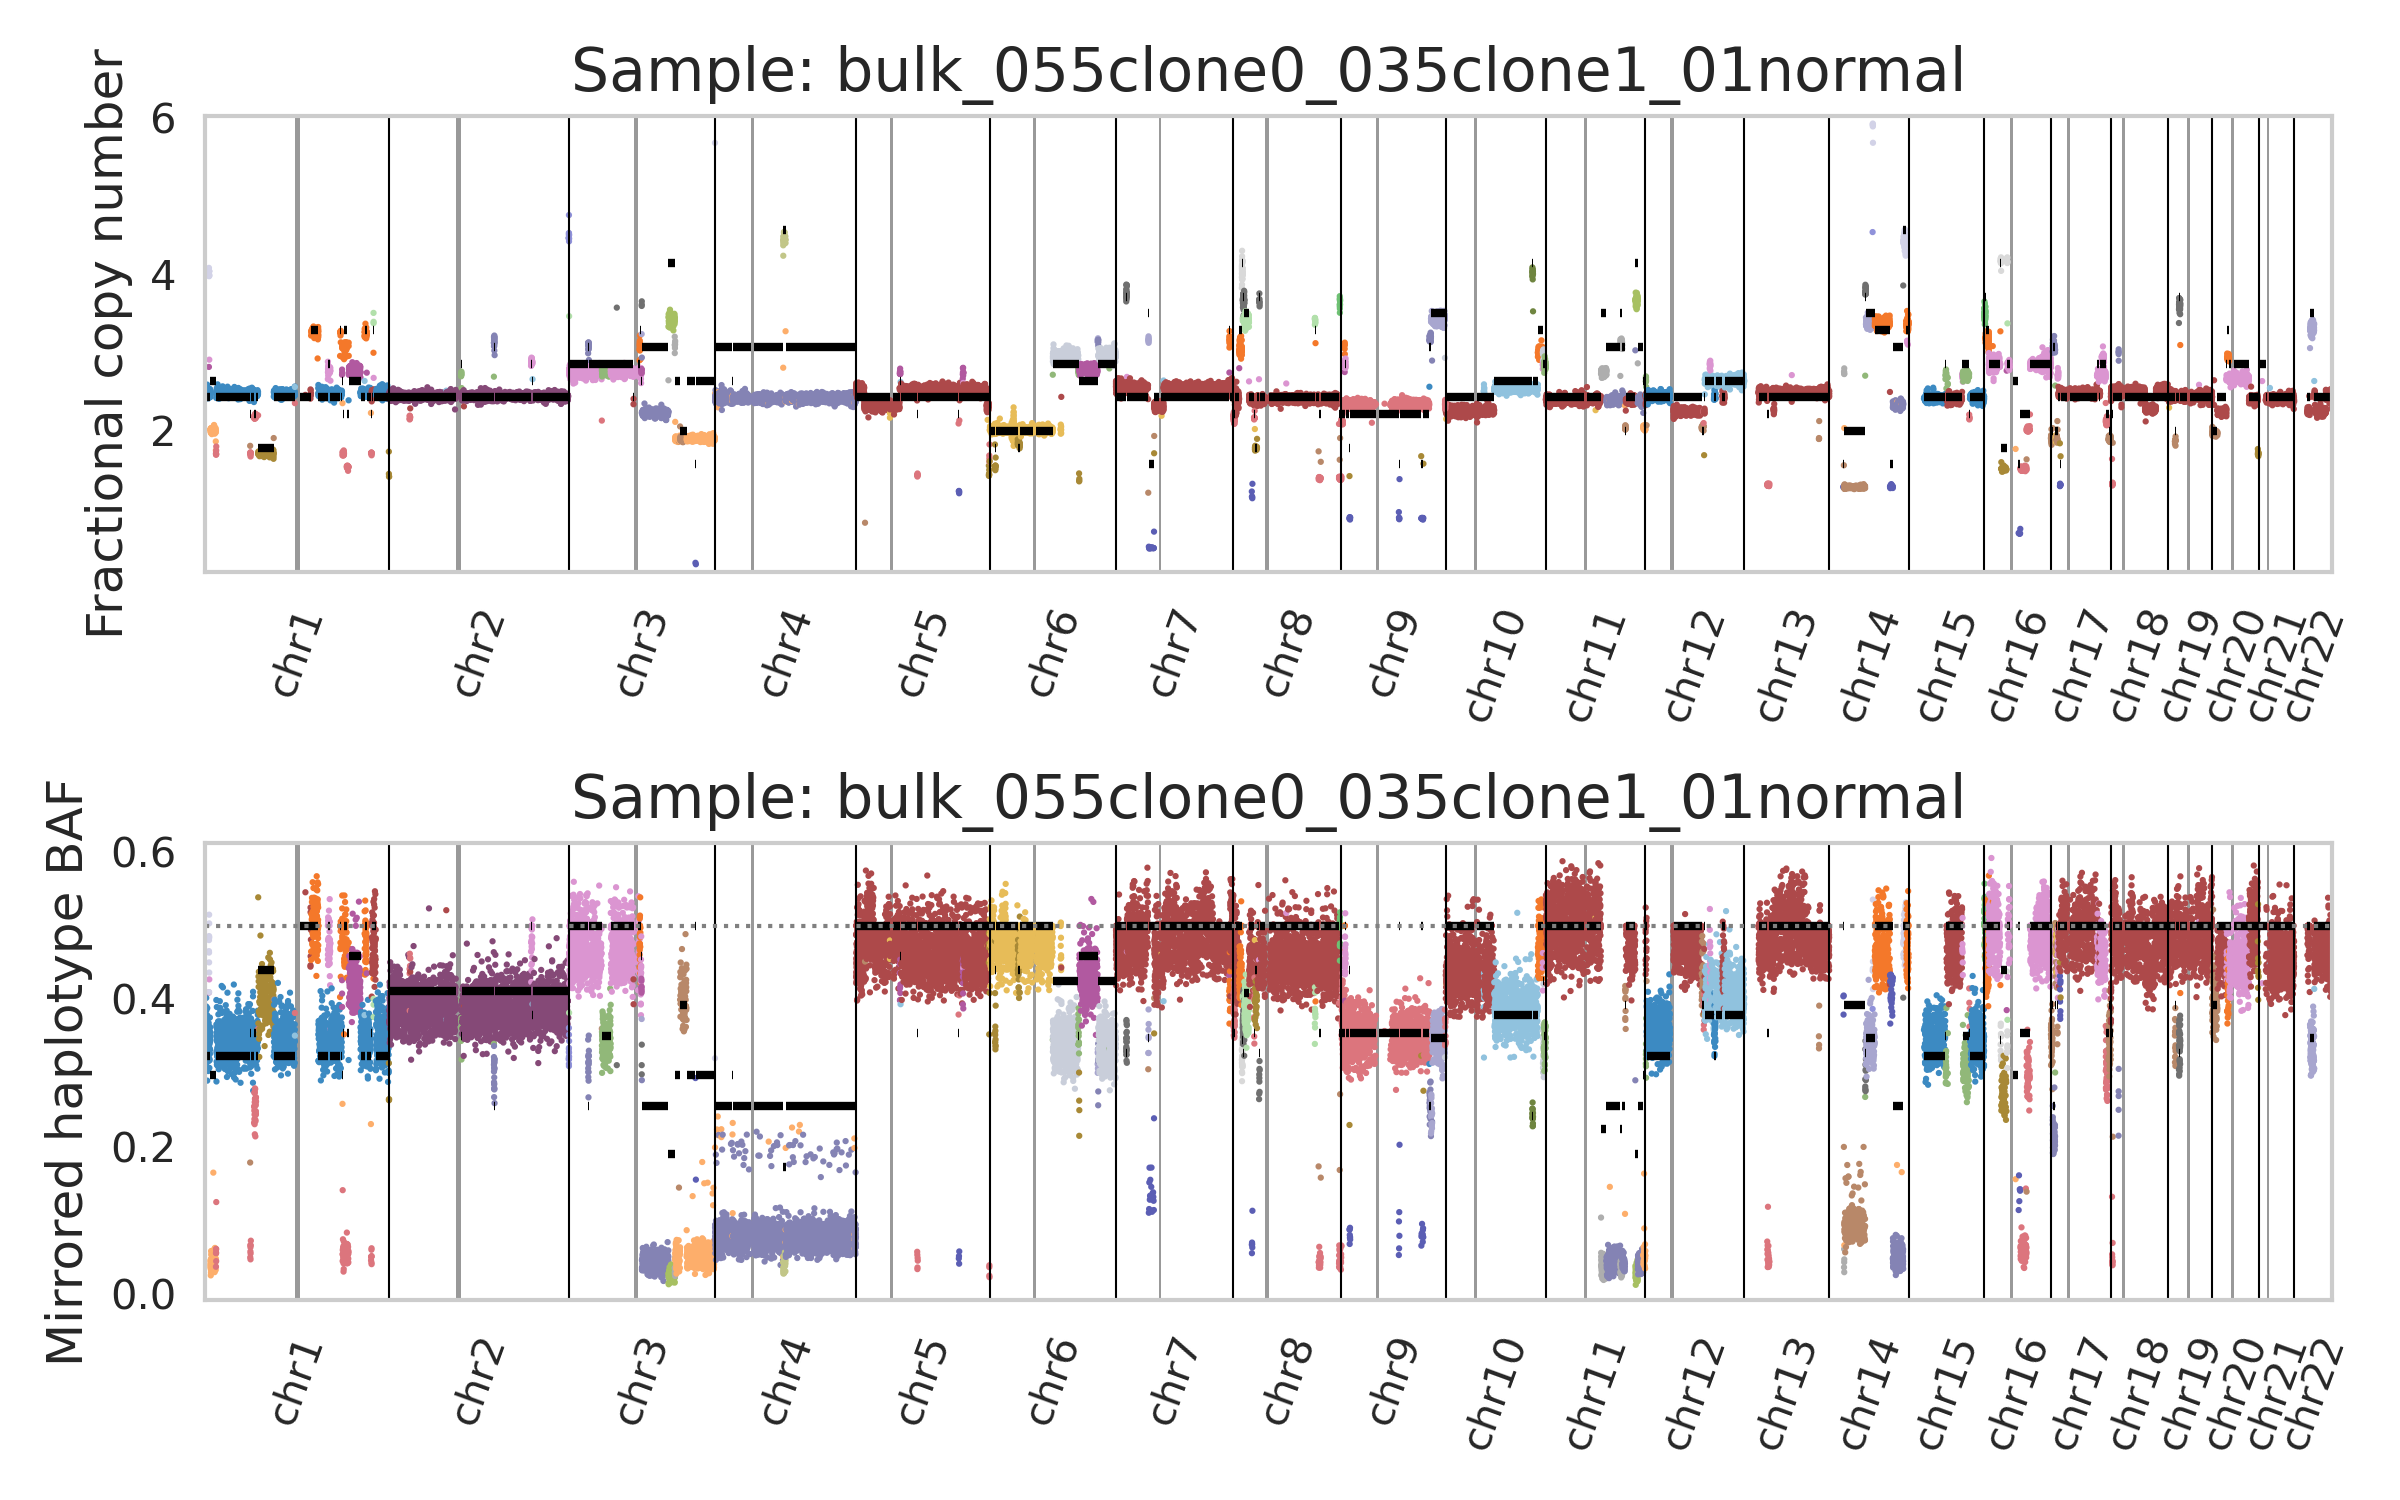 Sample: bulk_055clone0_035clone1_01normal
Fractional copy number
6
4
2
chr1
chr2
chr3
chr4
chr5
chr6
chr7
chr8
chr9
chr10
chr11
chr12
chr13
chr14
chr15
chr16
chr17
chr18
chr19
chr20
chr21
chr22
Sample: bulk_055clone0_035clone1_01normal
Mirrored haplotype BAF
0.6
0.4
0.2
0.0
chr1
chr2
chr3
chr4
chr5
chr6
chr7
chr8
chr9
chr10
chr11
chr12
chr13
chr14
chr15
chr16
chr17
chr18
chr19
chr20
chr21
chr22